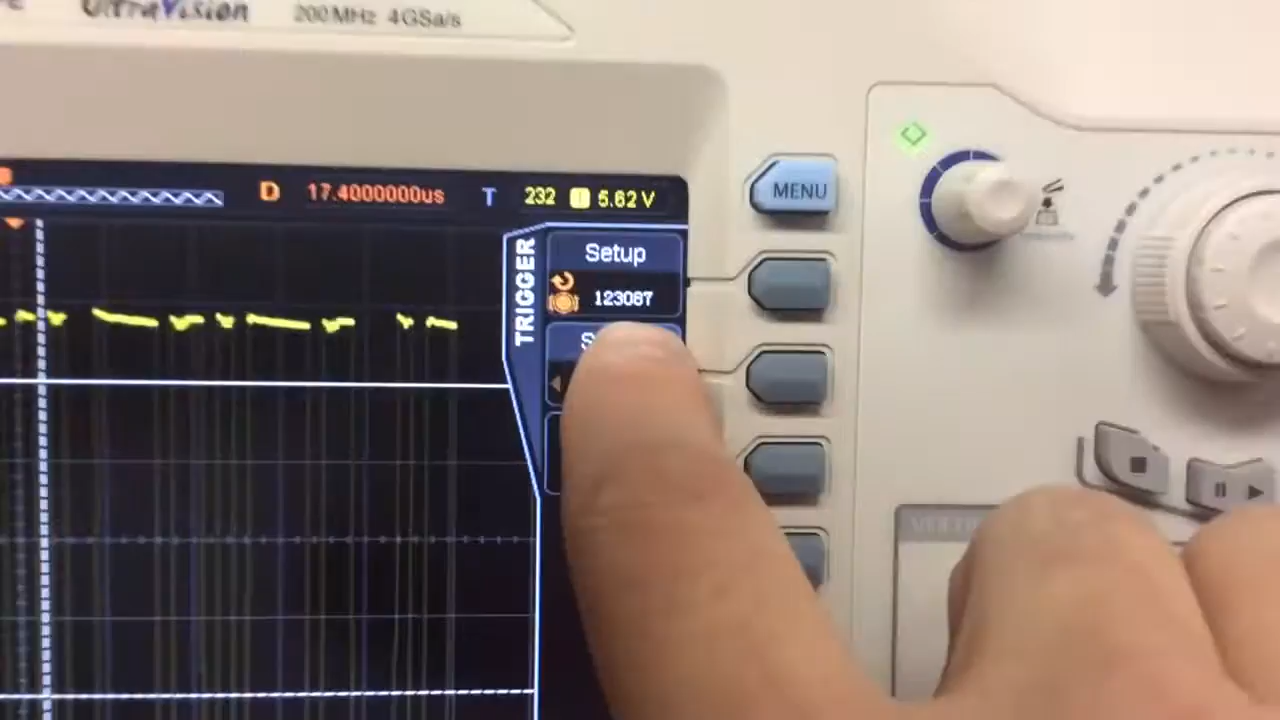 UltraVision 200MHz 4GSa/s
D 17.4000000us T 232 5.62 V
MENU
TRIGGER
Setup
123087